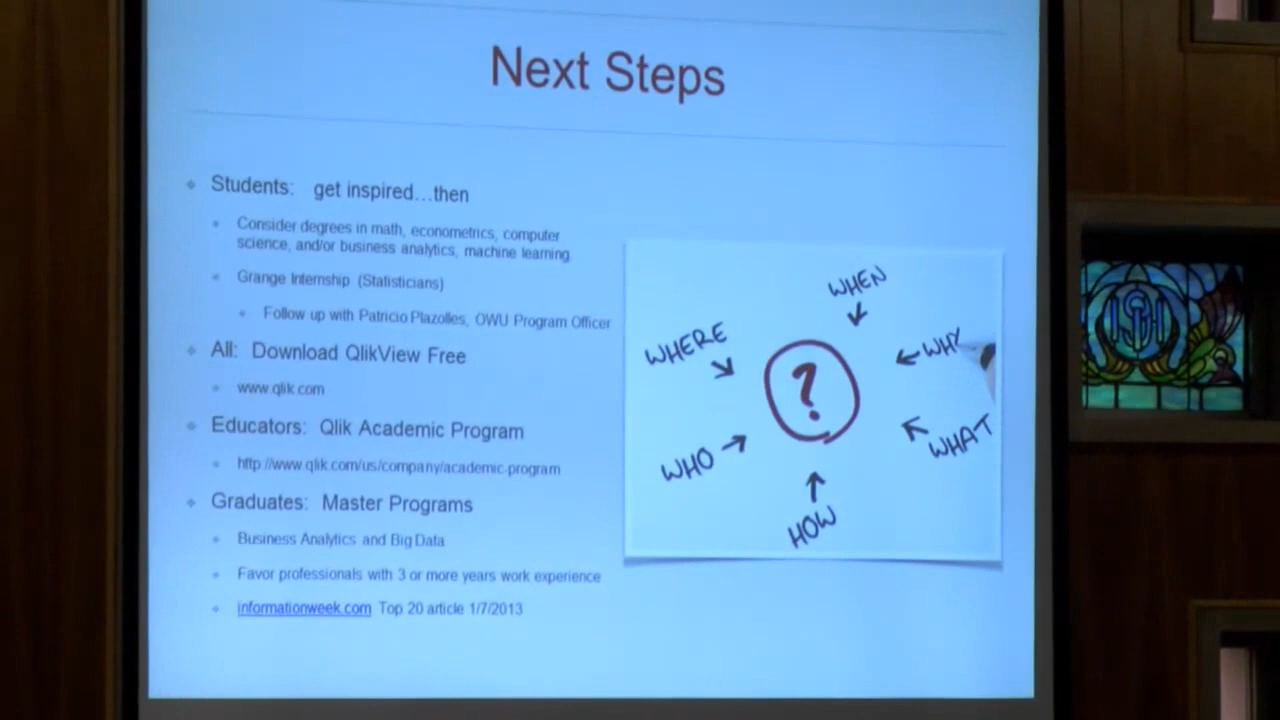 Next Steps
Students: get inspired...then
Consider degrees in math, econometrics, computer
science, and/or business analytics, machine learning.
Grange Internship (Statisticians)
Follow up with Patricio Plazolles, OWU Program Officer
All: Download QlikView Free
www.qlik.com
Educators: Qlik Academic Program
http://www.qlik.com/us/company/academic-program
Graduates: Master Programs
Business Analytics and Big Data
Favor professionals with 3 or more years work experience
informationweek.com Top 20 article 1/7/2013
WHEN
WHERE
WHY
?
WHO
WHAT
HOW